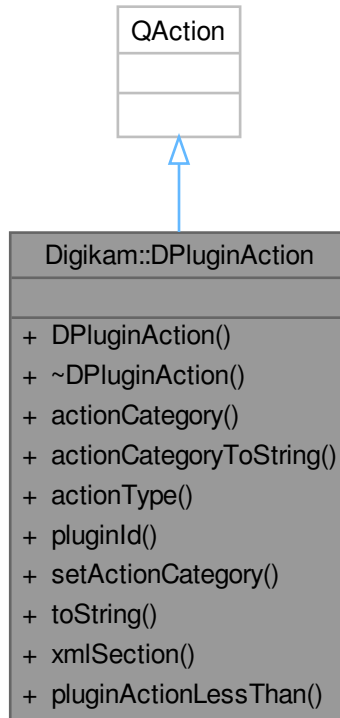 QAction
Digikam::DPluginAction
+ DPluginAction()
+ ~DPluginAction()
+ actionCategory()
+ actionCategoryToString()
+ actionType()
+ pluginId()
+ setActionCategory()
+ toString()
+ xmlSection()
+ pluginActionLessThan()